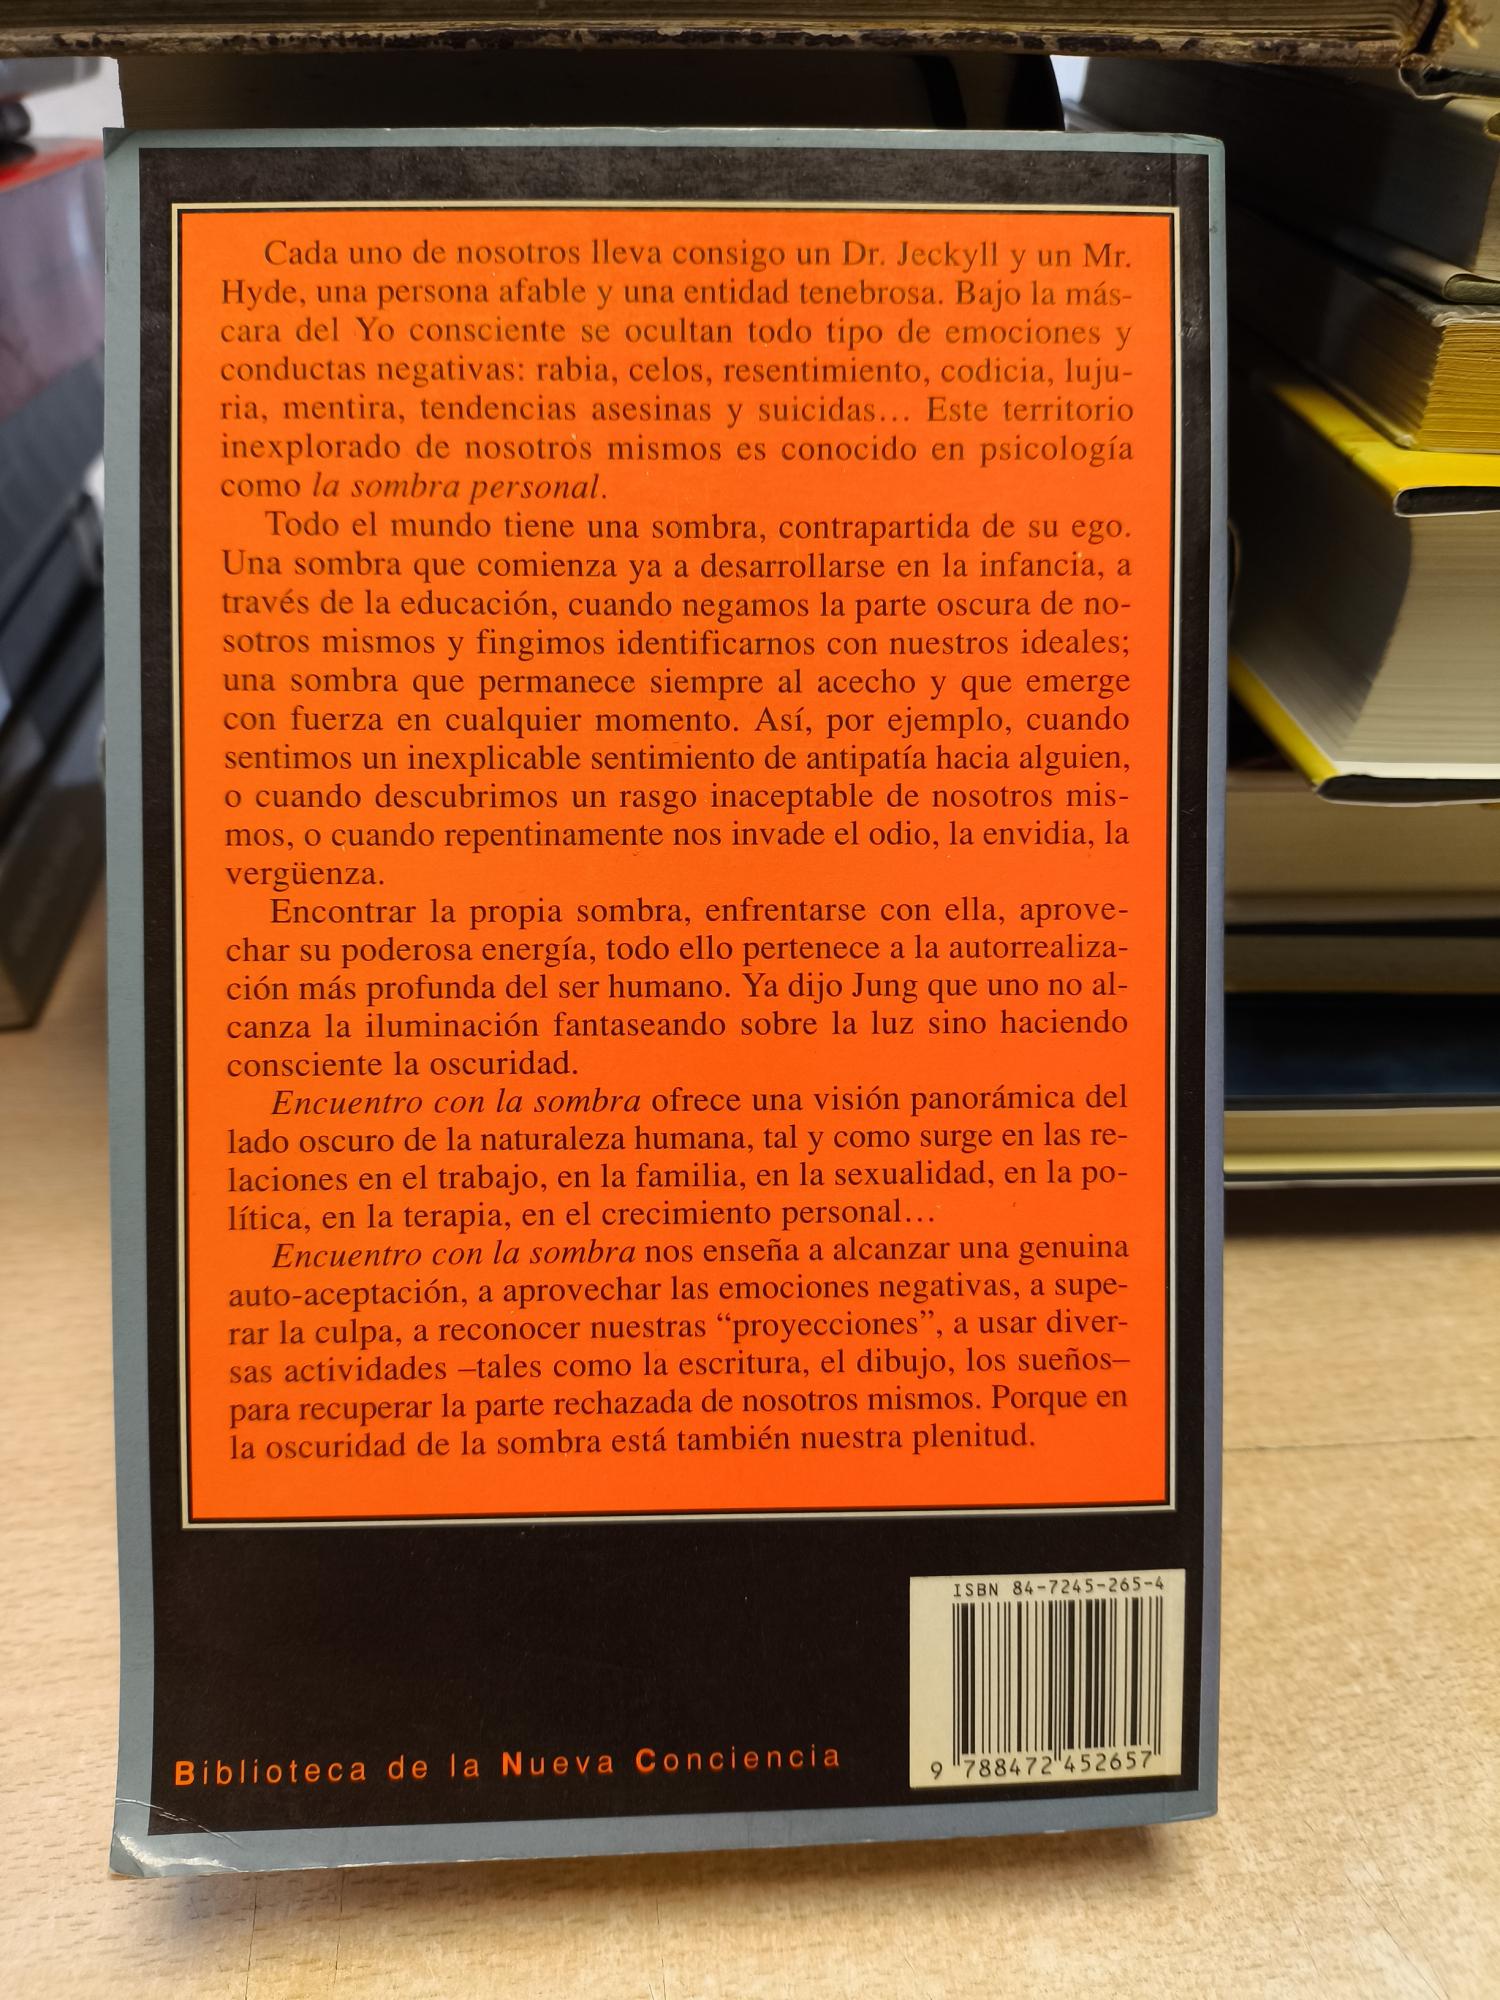 Cada uno de nosotros lleva consigo un Dr. Jeckyll y un Mr.
Hyde, una persona afable y una entidad tenebrosa. Bajo la más-
cara del Yo consciente se ocultan todo tipo de emociones y
conductas negativas: rabia, celos, resentimiento, codicia, luju-
ria, mentira, tendencias asesinas y suicidas... Este territorio
inexplorado de nosotros mismos es conocido en psicología
como la sombra personal.
Todo el mundo tiene una sombra, contrapartida de su ego.
Una sombra que comienza ya a desarrollarse en la infancia, a
través de la educación, cuando negamos la parte oscura de no-
sotros mismos y fingimos identificarnos con nuestros ideales;
una sombra que permanece siempre al acecho y que emerge
con fuerza en cualquier momento. Así, por ejemplo, cuando
sentimos un inexplicable sentimiento de antipatía hacia alguien,
o cuando descubrimos un rasgo inaceptable de nosotros mis-
mos, o cuando repentinamente nos invade el odio, la envidia, la
vergüenza.
Encontrar la propia sombra, enfrentarse con ella, aprove-
char su poderosa energía, todo ello pertenece a la autorrealiza-
ción más profunda del ser humano. Ya dijo Jung que uno no al-
canza la iluminación fantaseando sobre la luz sino haciendo
consciente la oscuridad.
Encuentro con la sombra ofrece una visión panorámica del
lado oscuro de la naturaleza humana, tal y como surge en las re-
laciones en el trabajo, en la familia, en la sexualidad, en la po-
lítica, en la terapia, en el crecimiento personal...
Encuentro con la sombra nos enseña a alcanzar una genuina
auto-aceptación, a aprovechar las emociones negativas, a supe-
rar la culpa, a reconocer nuestras “proyecciones”, a usar diver-
sas actividades –tales como la escritura, el dibujo, los sueños–
para recuperar la parte rechazada de nosotros mismos. Porque en
la oscuridad de la sombra está también nuestra plenitud.
ISBN 84-7245-265-4
9 788472 452657
Biblioteca de la Nueva Conciencia